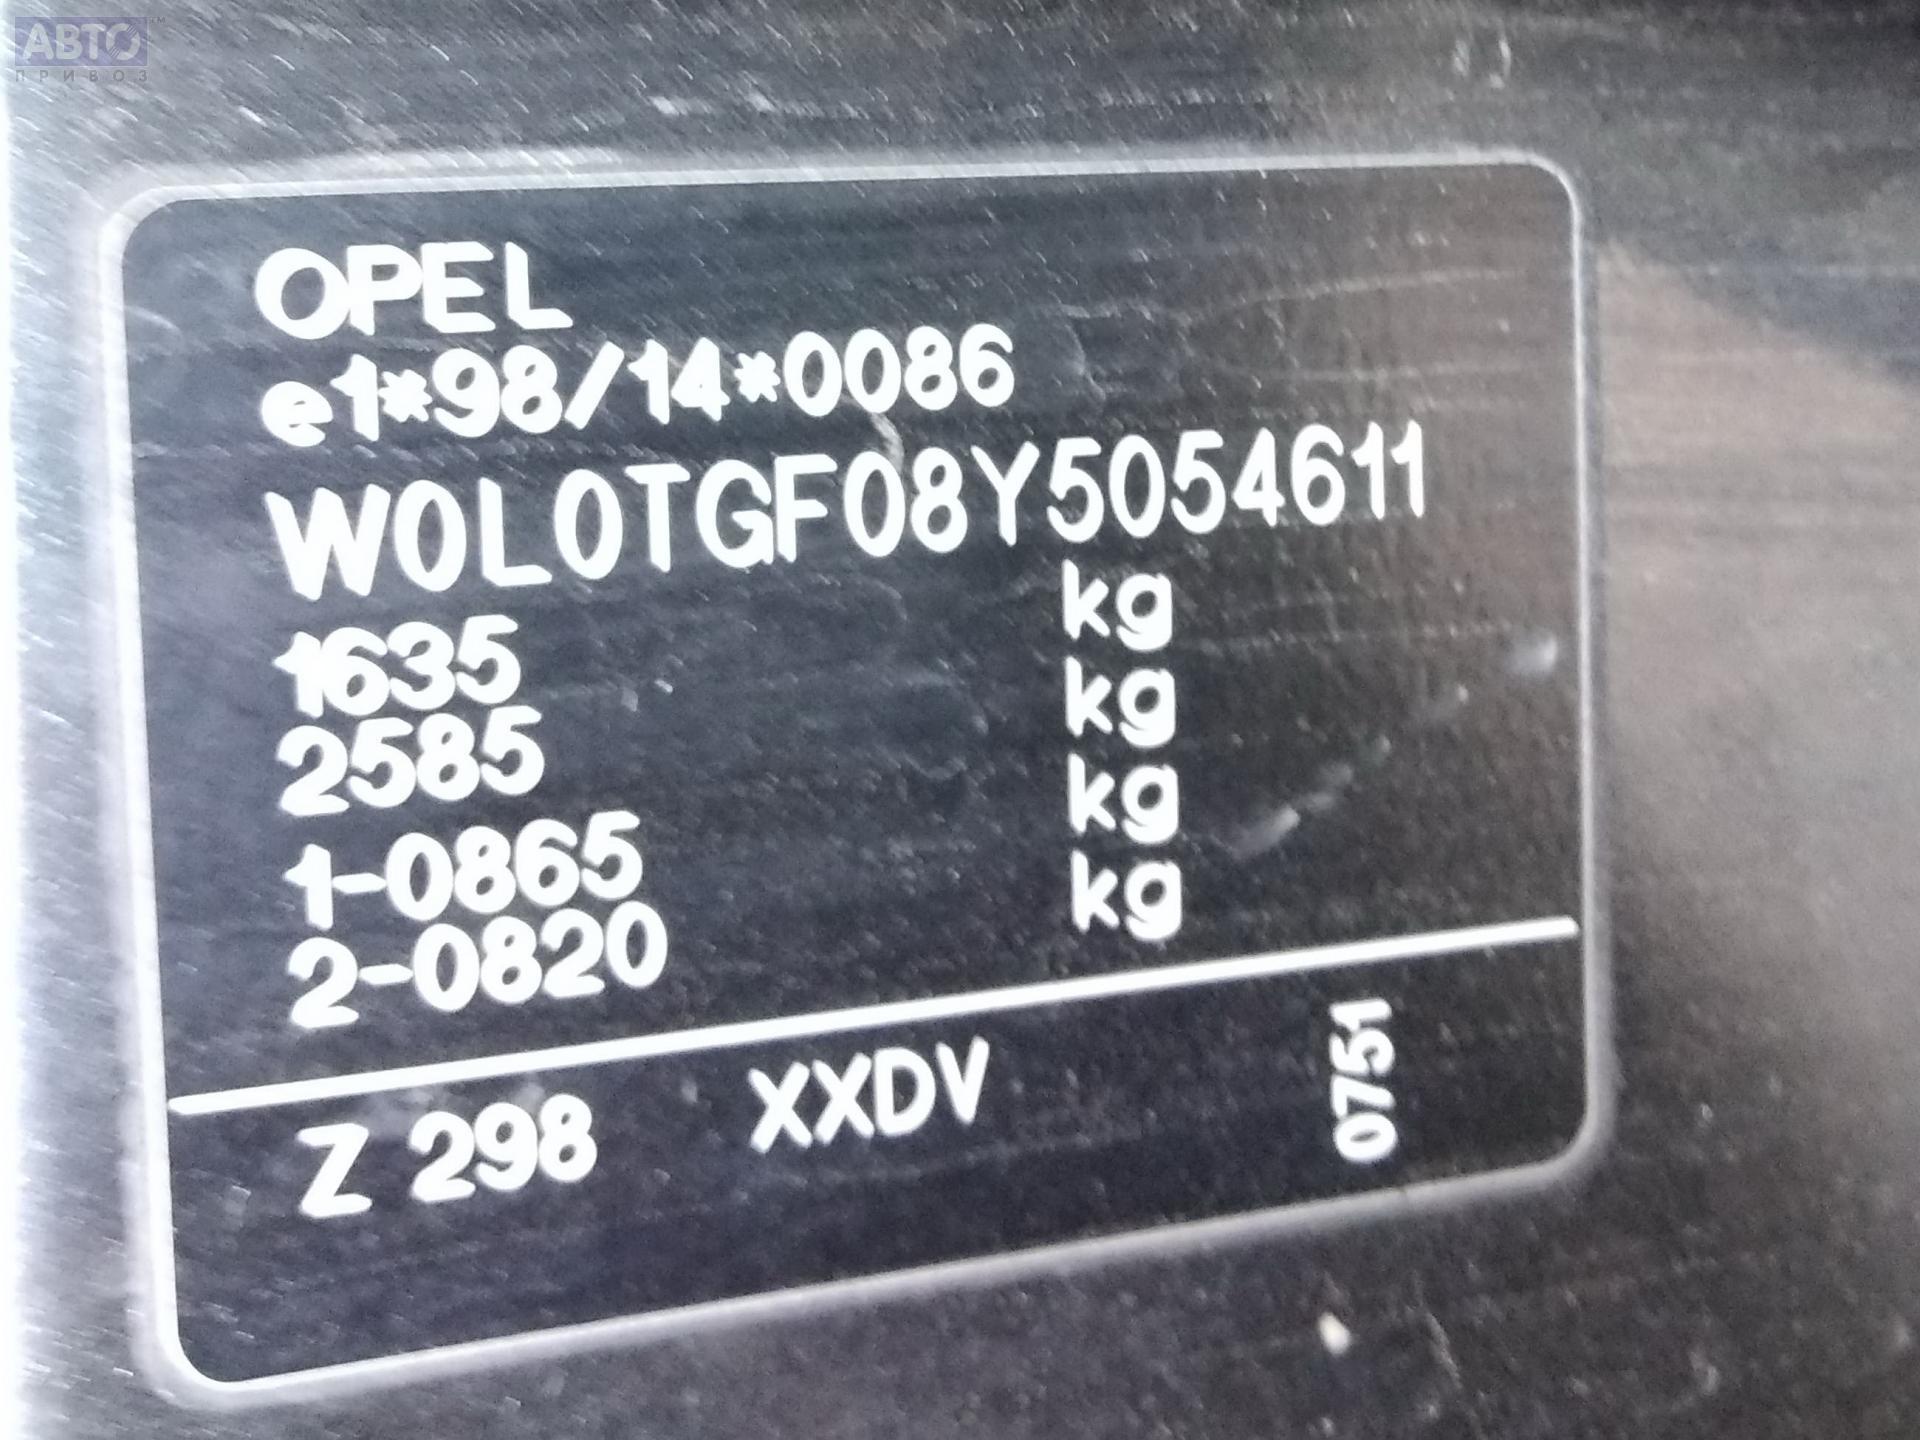 АВТО
ПРИВОЗ
OPEL
e1*98/14*0086
W0L0TGF08Y5054611
1635 kg
2585 kg
1-0865 kg
2-0820 kg
Z 298 XXDV 0751